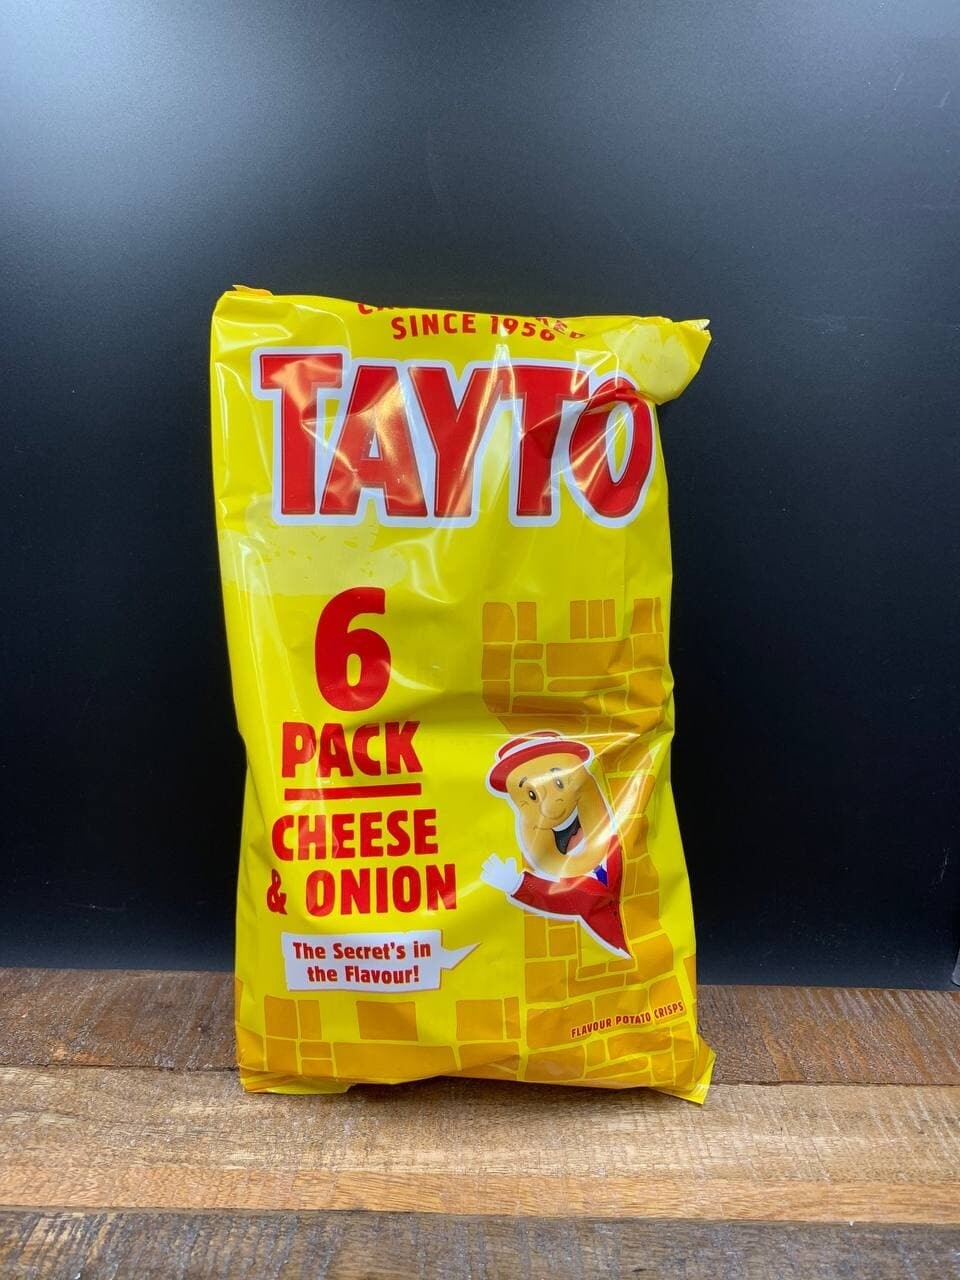 SINCE 1956
TAYTO
6
PACK
CHEESE
& ONION
The Secret's in
the Flavour!
FLAVOUR POTATO CRISPS